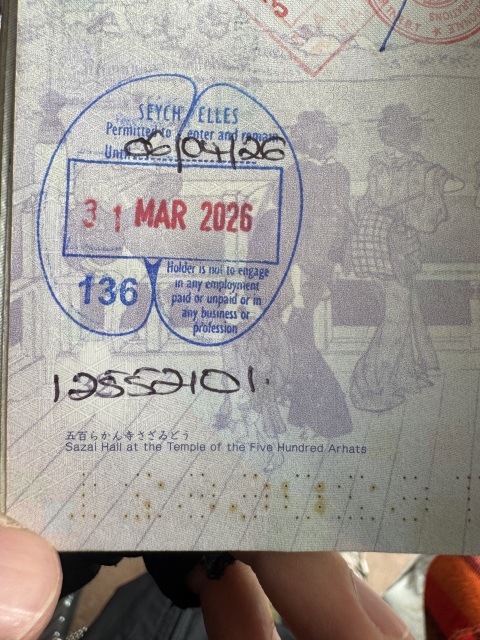 SEYCHELLES
Permitted to enter and remain
Until 06/04/26
31 MAR 2026
136
Holder is not to engage
in any employment
paid or unpaid or in
any business or
profession
12552101.
五百らかん寺さざゐどう
Sazai Hall at the Temple of the Five Hundred Arhats